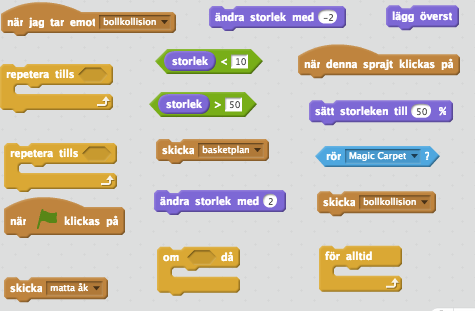 när jag tar emot bollkollision
ändra storlek med -2
lägg överst
repetera tills
storlek < 10
när denna sprajt klickas på
storlek > 50
sätt storleken till 50 %
repetera tills
skicka basketplan
rör Magic Carpet ?
när klickas på
ändra storlek med 2
skicka bollkollision
om då
för alltid
skicka matta åk